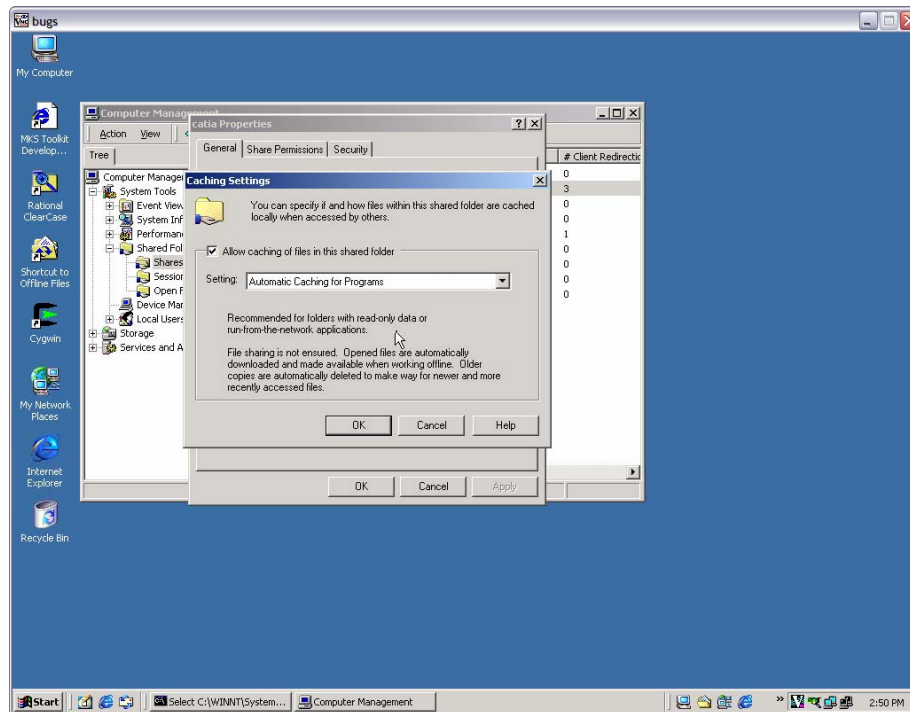 bugs
My Computer
MKS Toolkit
Develop...
Rational
ClearCase
Shortcut to
Offline Files
Cygwin
My Network
Places
Internet
Explorer
Recycle Bin
Computer Management
Action View
Tree
Computer Manage
System Tools
Event View
System Inf
Performan
Shared Fol
Shares
Session
Open F
Device Mar
Local Users
Storage
Services and A
# Client Redirectio
0
3
0
0
1
0
0
0
0
catia Properties
General Share Permissions Security
Caching Settings
You can specify if and how files within this shared folder are cached
locally when accessed by others.
Allow caching of files in this shared folder
Setting: Automatic Caching for Programs
Recommended for folders with read-only data or
run-from-the-network applications.
File sharing is not ensured. Opened files are automatically
downloaded and made available when working offline. Older
copies are automatically deleted to make way for newer and more
recently accessed files.
OK Cancel Help
OK Cancel Apply
Start Select C:\WINNT\System... Computer Management 2:50 PM